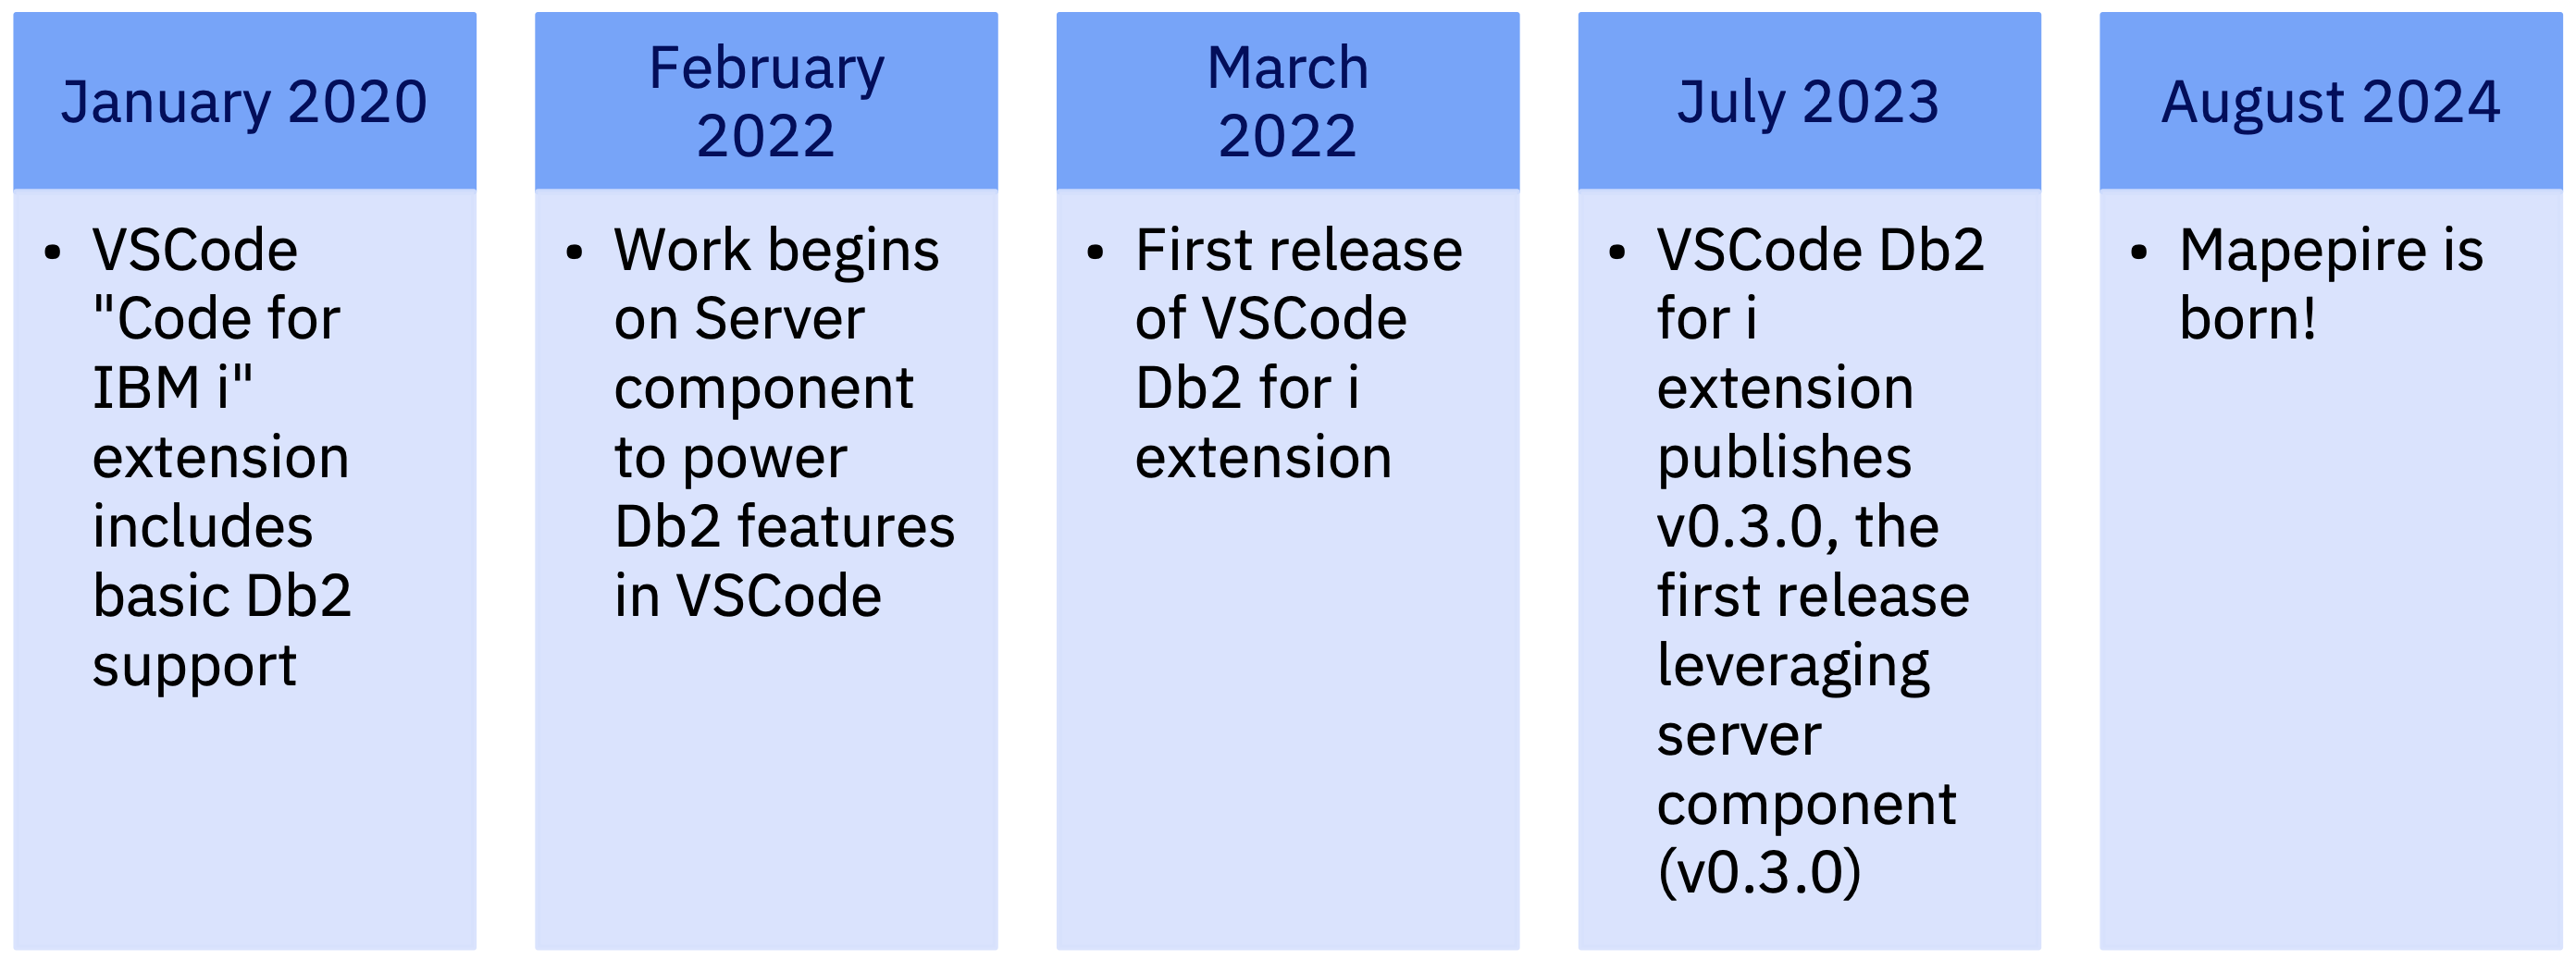 January 2020
• VSCode
"Code for
IBM i"
extension
includes
basic Db2
support
February
2022
• Work begins
on Server
component
to power
Db2 features
in VSCode
March
2022
• First release
of VSCode
Db2 for i
extension
July 2023
• VSCode Db2
for i
extension
publishes
v0.3.0, the
first release
leveraging
server
component
(v0.3.0)
August 2024
• Mapepire is
born!